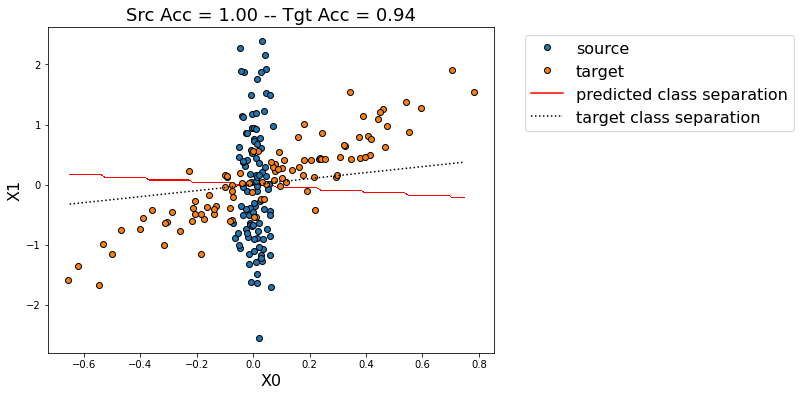 Src Acc = 1.00 -- Tgt Acc = 0.94
source
target
predicted class separation
target class separation
X1
2
1
0
−1
−2
−0.6 −0.4 −0.2 0.0 0.2 0.4 0.6 0.8
X0